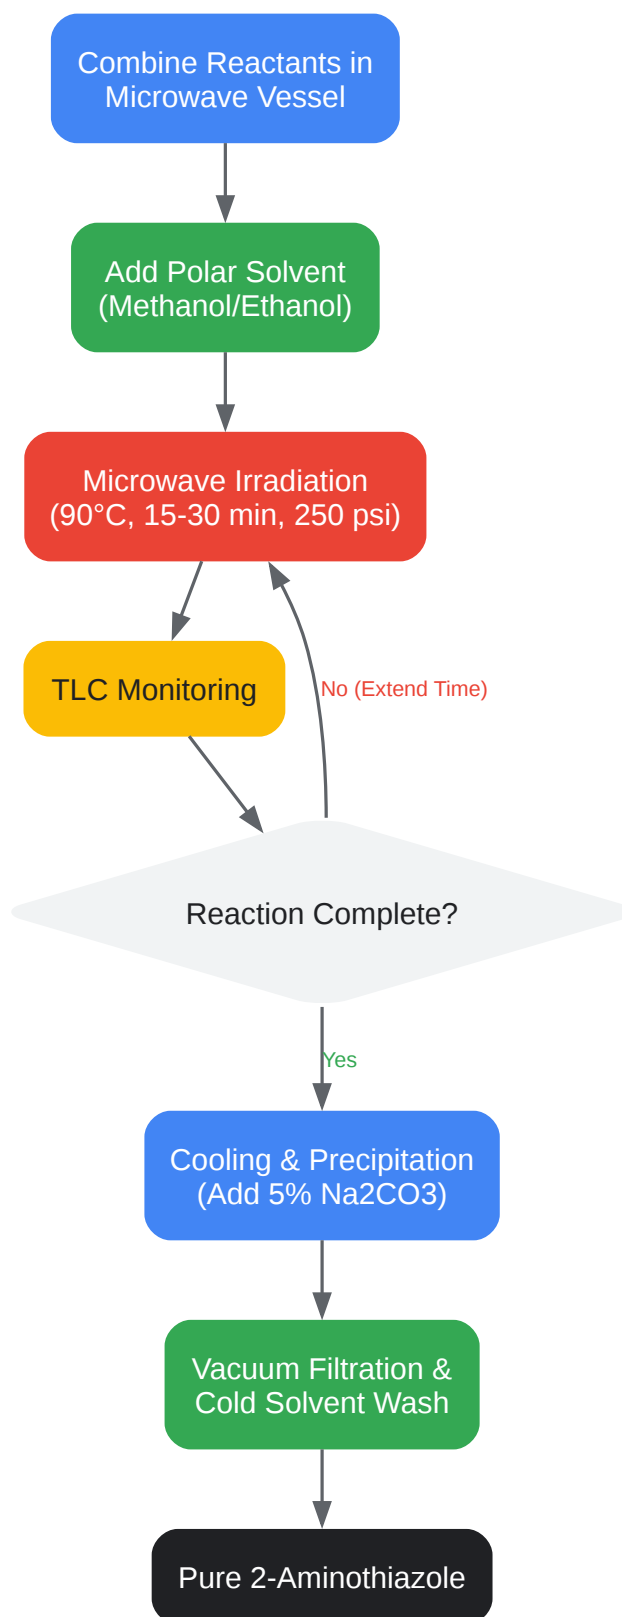 Combine Reactants in
Microwave Vessel
Add Polar Solvent
(Methanol/Ethanol)
Microwave Irradiation
(90°C, 15-30 min, 250 psi)
TLC Monitoring
No (Extend Time)
Reaction Complete?
Yes
Cooling & Precipitation
(Add 5% Na2CO3)
Vacuum Filtration &
Cold Solvent Wash
Pure 2-Aminothiazole